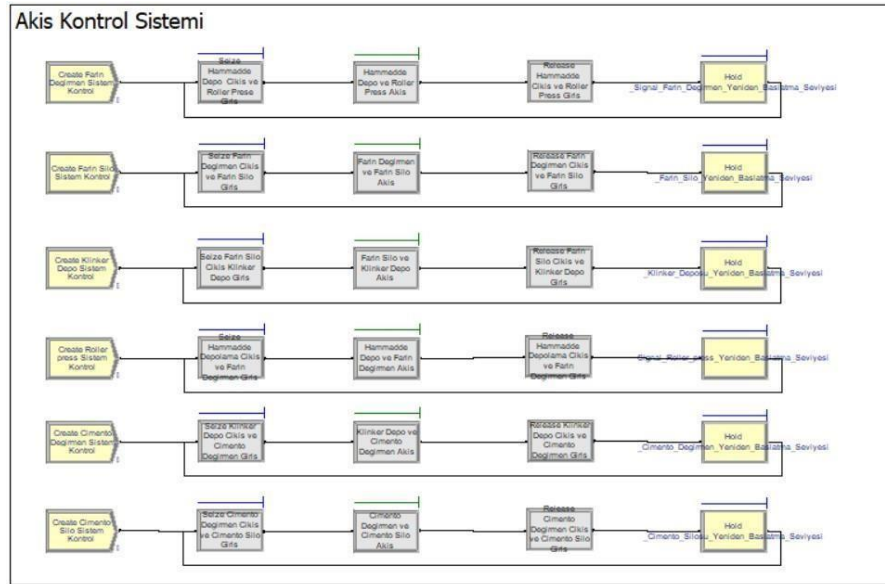 Akis Kontrol Sistemi
Create Farin
Degirmen Sistem
Kontrol
Seize
Hammadde
Depo Cikis ve
Roller Prese
Giris
Hammadde
Depo ve Roller
Press Akis
Release
Hammadde
Cikis ve Roller
Press Giris
Hold
_Signal_Farin_Degirmen_Yeniden_Baslatma_Seviyesi
Create Farin Silo
Sistem Kontrol
Seize Farin
Degirmen Cikis
ve Farin Silo
Giris
Farin Degirmen
ve Farin Silo
Akis
Release Farin
Degirmen Cikis
ve Farin Silo
Giris
Hold
_Farin_Silo_Yeniden_Baslatma_Seviyesi
Create Klinker
Depo Sistem
Kontrol
Seize Farin Silo
Cikis Klinker
Depo Giris
Farin Silo ve
Klinker Depo
Akis
Release Farin
Silo Cikis ve
Klinker Depo
Giris
Hold
_Klinker_Deposu_Yeniden_Baslatma_Seviyesi
Create Roller
press Sistem
Kontrol
Seize
Hammadde
Depolama Cikis
ve Farin
Degirmen Giris
Hammadde
Depo ve Farin
Degirmen Akis
Release
Hammadde
Depolama Cikis
ve Farin
Degirmen Giris
Signal_Roller_press_Yeniden_Baslatma_Seviyesi
Create Cimento
Degirmen Sistem
Kontrol
Seize Klinker
Depo Cikis ve
Cimento
Degirmen Giris
Klinker Depo ve
Cimento
Degirmen Akis
Release Klinker
Depo Cikis ve
Cimento
Degirmen Giris
Hold
_Cimento_Degirmen_Yeniden_Baslatma_Seviyesi
Create Cimento
Silo Sistem
Kontrol
Seize Cimento
Degirmen Cikis
ve Cimento Silo
Giris
Cimento
Degirmen ve
Cimento Silo
Akis
Release
Cimento
Degirmen Cikis
ve Cimento Silo
Giris
Hold
_Cimento_Silosu_Yeniden_Baslatma_Seviyesi